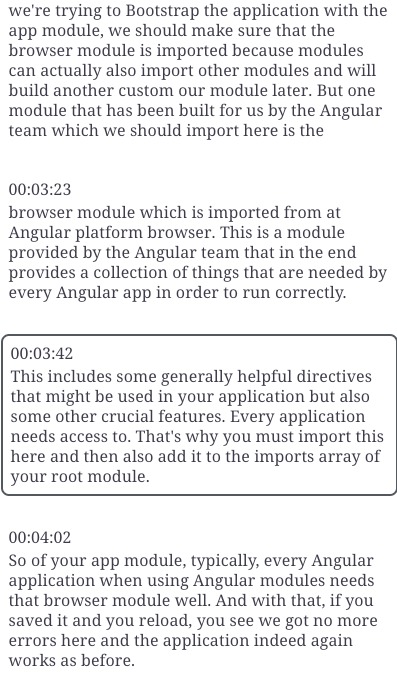 we're trying to Bootstrap the application with the
app module, we should make sure that the
browser module is imported because modules
can actually also import other modules and will
build another custom our module later. But one
module that has been built for us by the Angular
team which we should import here is the
00:03:23
browser module which is imported from at
Angular platform browser. This is a module
provided by the Angular team that in the end
provides a collection of things that are needed by
every Angular app in order to run correctly.
00:03:42
This includes some generally helpful directives
that might be used in your application but also
some other crucial features. Every application
needs access to. That's why you must import this
here and then also add it to the imports array of
your root module.
00:04:02
So of your app module, typically, every Angular
application when using Angular modules needs
that browser module well. And with that, if you
saved it and you reload, you see we got no more
errors here and the application indeed again
works as before.